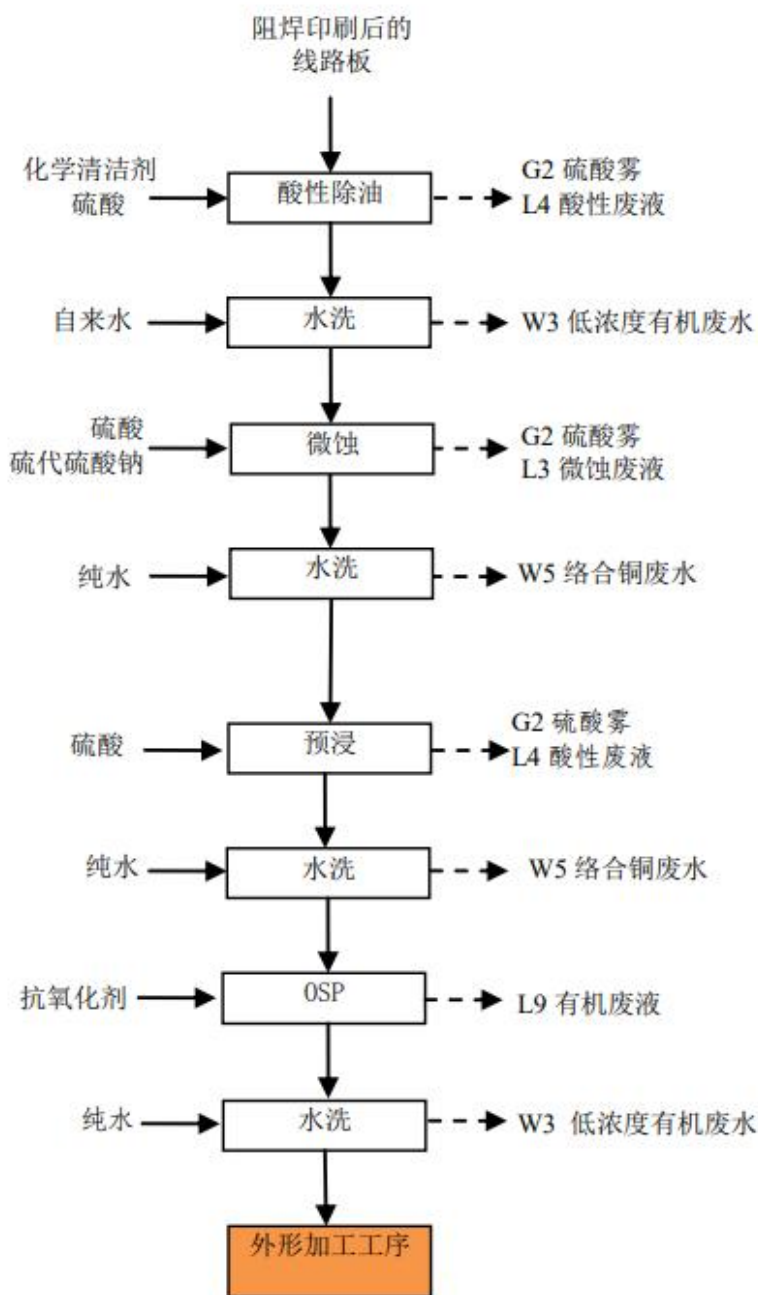 阻焊印刷后的
线路板
化学清洁剂
硫酸
酸性除油
G2 硫酸雾
L4 酸性废液
自来水
水洗
W3 低浓度有机废水
硫酸
硫代硫酸钠
微蚀
G2 硫酸雾
L3 微蚀废液
纯水
水洗
W5 络合铜废水
硫酸
预浸
G2 硫酸雾
L4 酸性废液
纯水
水洗
W5 络合铜废水
抗氧化剂
OSP
L9 有机废液
纯水
水洗
W3 低浓度有机废水
外形加工工序